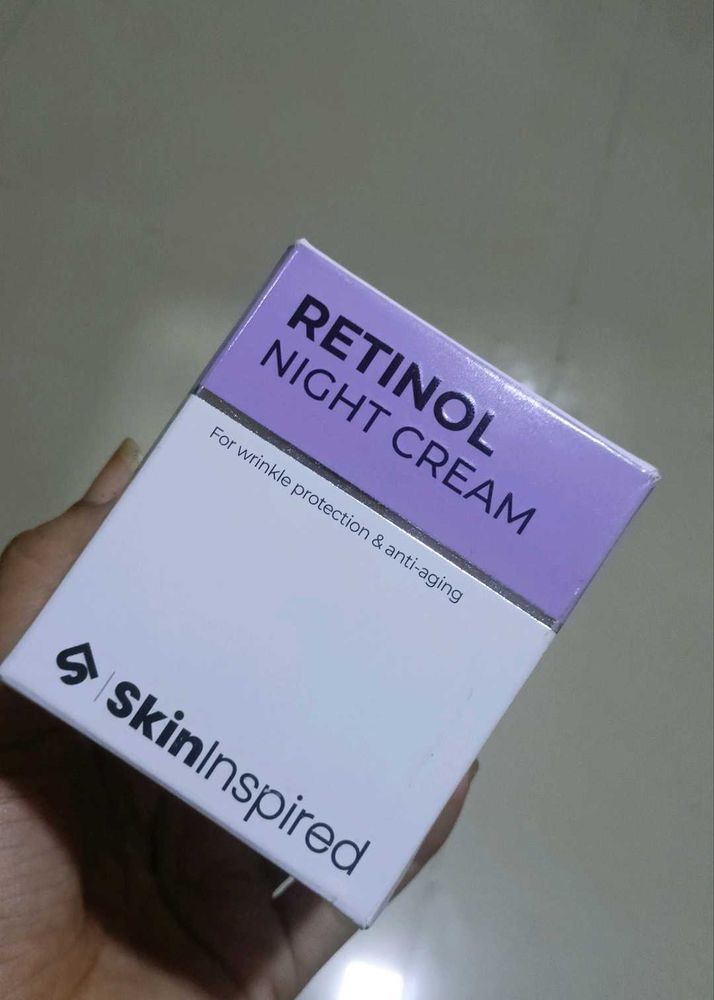 RETINOL
NIGHT CREAM
For wrinkle protection & anti-aging
SkinInspired